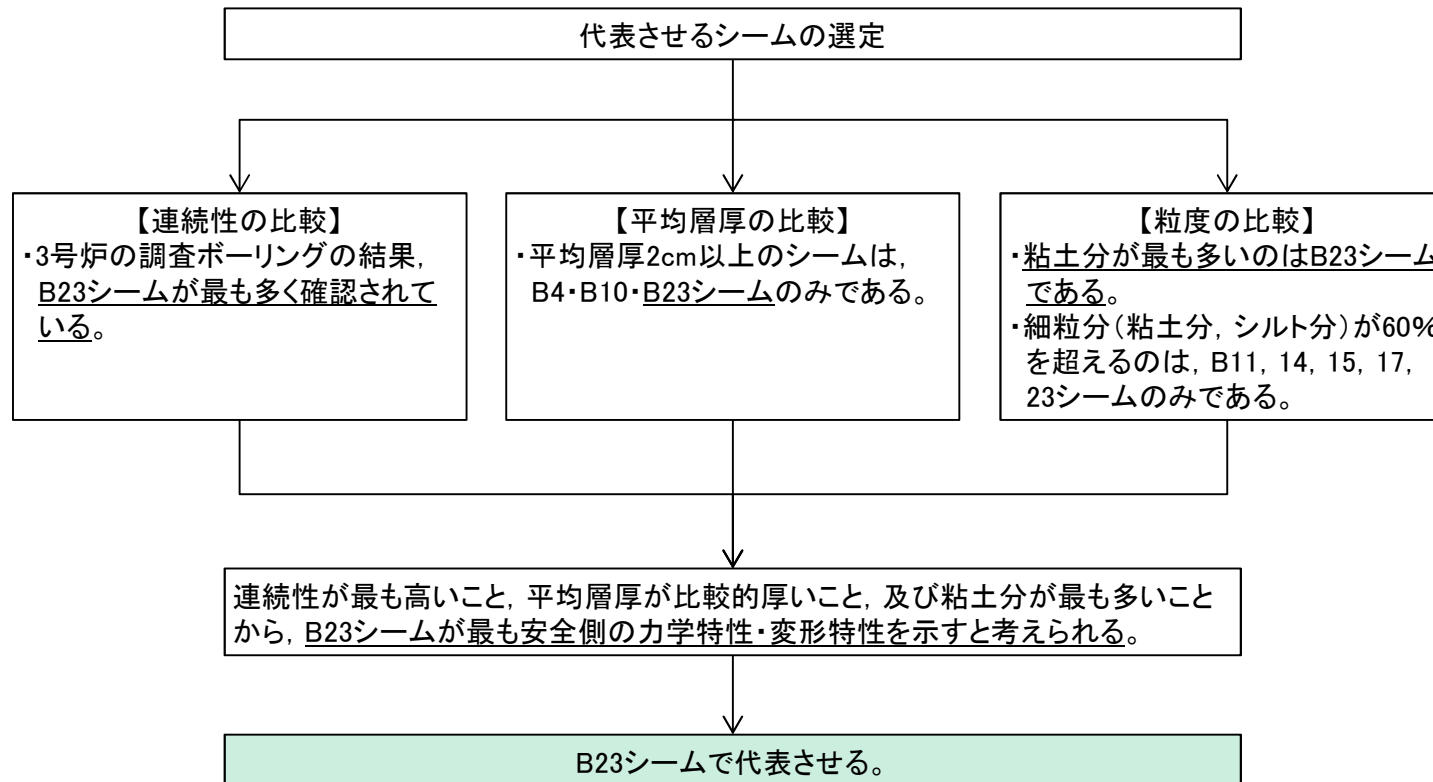 代表させるシームの選定
【連続性の比較】
・3号炉の調査ボーリングの結果,
B23シームが最も多く確認されて
いる。
【平均層厚の比較】
・平均層厚2cm以上のシームは,
B4・B10・B23シームのみである。
【粒度の比較】
・粘土分が最も多いのはB23シーム
である。
・細粒分(粘土分, シルト分)が60%
を超えるのは, B11, 14, 15, 17,
23シームのみである。
連続性が最も高いこと, 平均層厚が比較的厚いこと, 及び粘土分が最も多いこと
から, B23シームが最も安全側の力学特性・変形特性を示すと考えられる。
B23シームで代表させる。